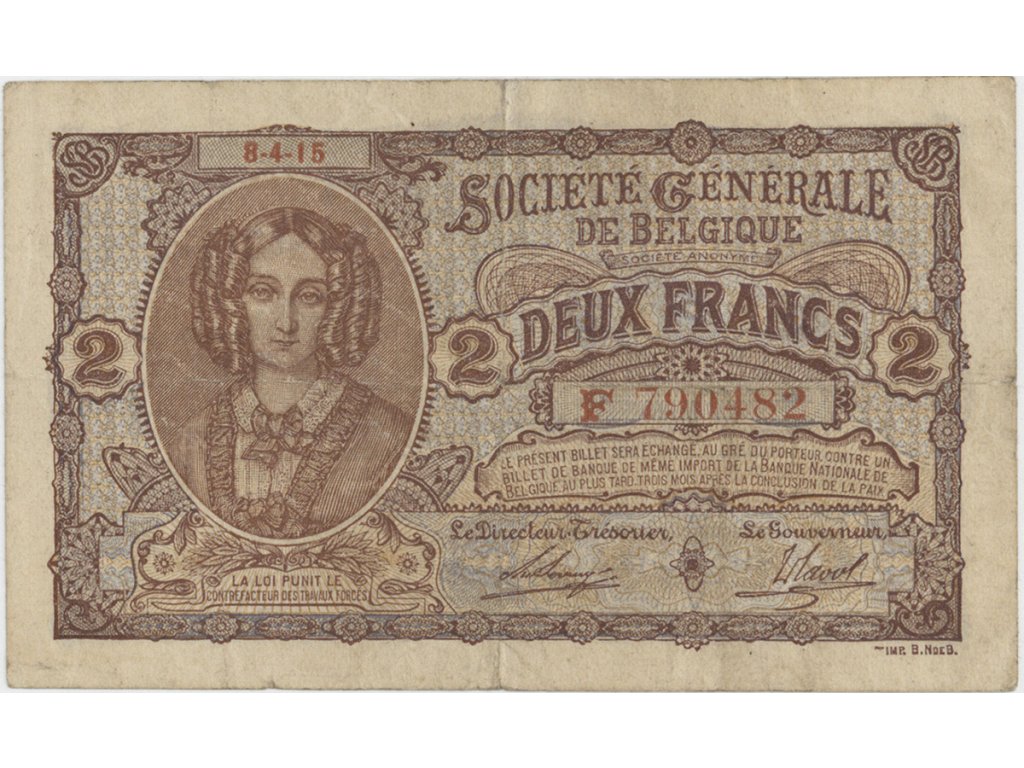 8-4-15
SOCIÉTÉ GÉNÉRALE
DE BELGIQUE
SOCIÉTÉ ANONYME
DEUX FRANCS
2 2 2
F 790482
LE PRÉSENT BILLET SERA ÉCHANGÉ, AU GRÉ DU PORTEUR, CONTRE UN
BILLET DE BANQUE DE MÊME IMPORT DE LA BANQUE NATIONALE DE
BELGIQUE, AU PLUS TARD, TROIS MOIS APRÈS LA CONCLUSION DE LA PAIX.
Le Directeur-Trésorier, Le Gouverneur,
LA LOI PUNIT LE
CONTREFACTEUR DES TRAVAUX FORCÉS
IMP. B. NDEB.